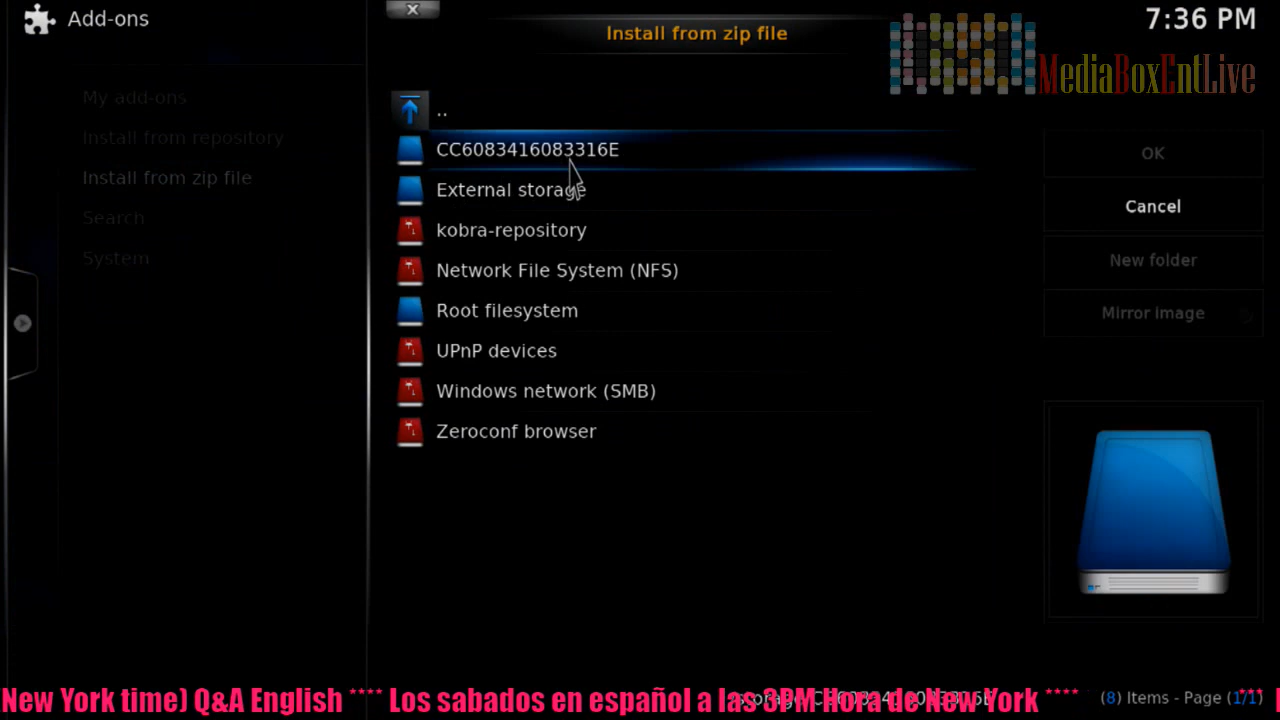 Add-ons
Install from zip file
7:36 PM
MediaBoxEntLive
My add-ons
Install from repository
Install from zip file
Search
System
..
CC6083416083316E
External storage
kobra-repository
Network File System (NFS)
Root filesystem
UPnP devices
Windows network (SMB)
Zeroconf browser
OK
Cancel
New folder
Mirror image
New York time) Q&A English **** Los sabados en español a las 3PM Hora de New York ****
(8) Items - Page (1/1)